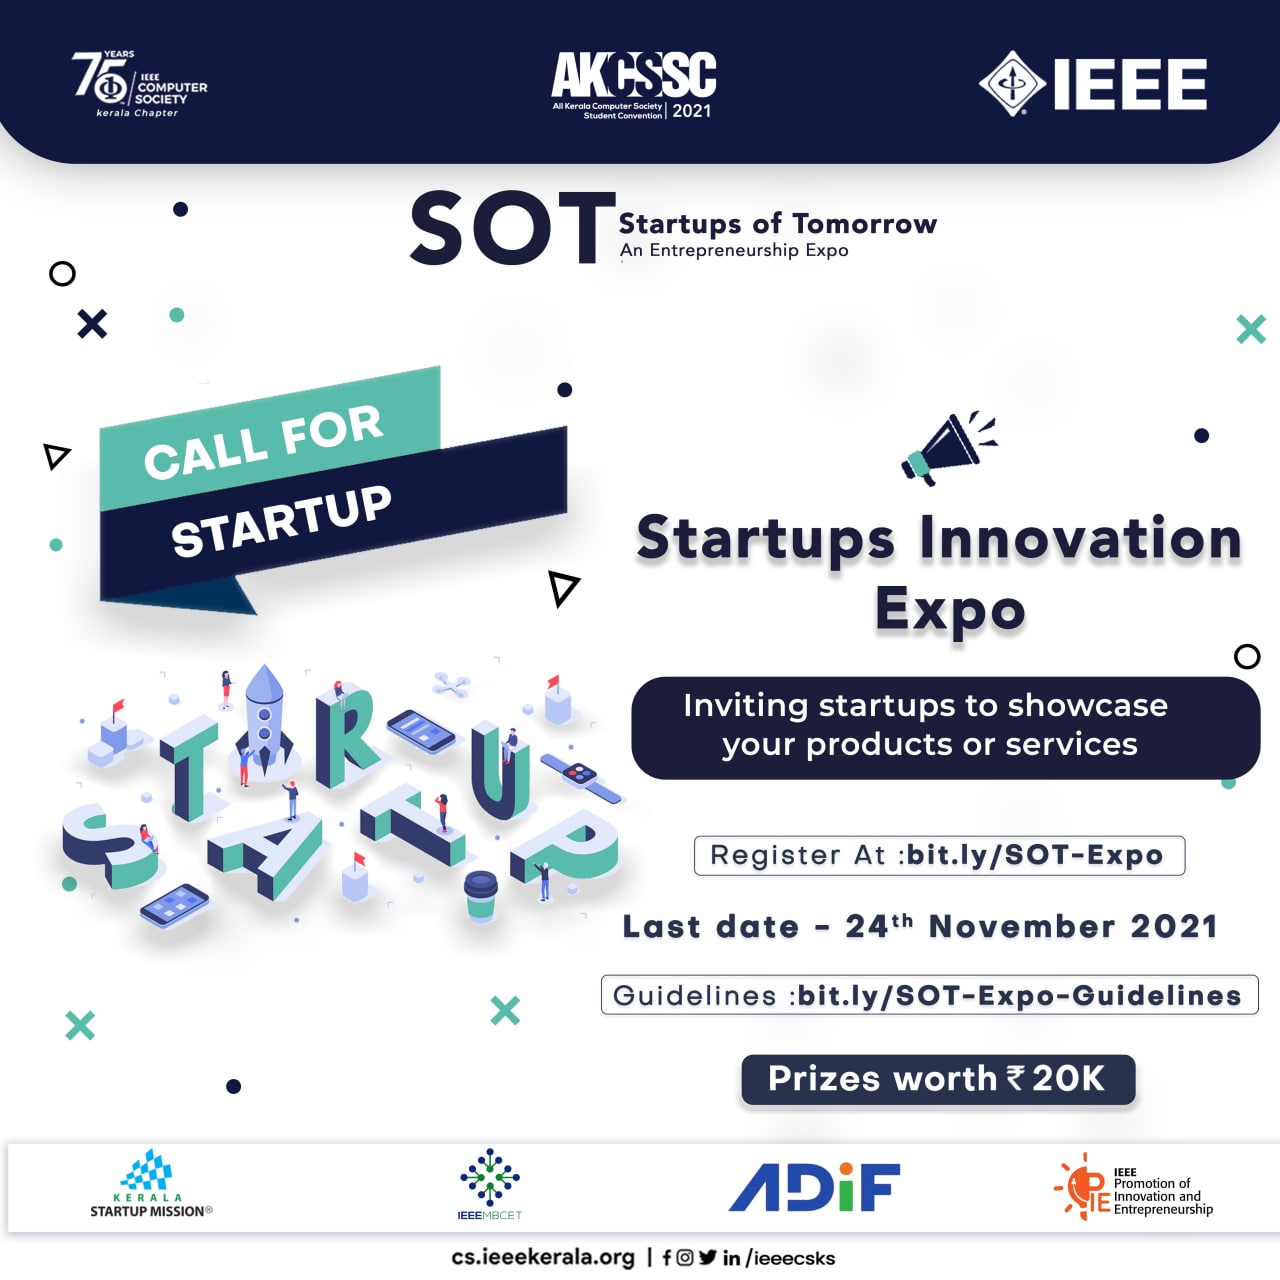 75 YEARS
IEEE
COMPUTER
SOCIETY
kerala Chapter
AKCSSC
All Kerala Computer Society
Student Convention | 2021
IEEE
SOT
Startups of Tomorrow
An Entrepreneurship Expo
CALL FOR
STARTUP
Startups Innovation
Expo
Inviting startups to showcase
your products or services
STARTUP
Register At :bit.ly/SOT-Expo
Last date - 24th November 2021
Guidelines :bit.ly/SOT-Expo-Guidelines
Prizes worth ₹ 20K
KERALA
STARTUP MISSION®
IEEEMBCET
ADiF
PIE
IEEE
Promotion of
Innovation and
Entrepreneurship
cs.ieeekerala.org | f in /ieeecsks